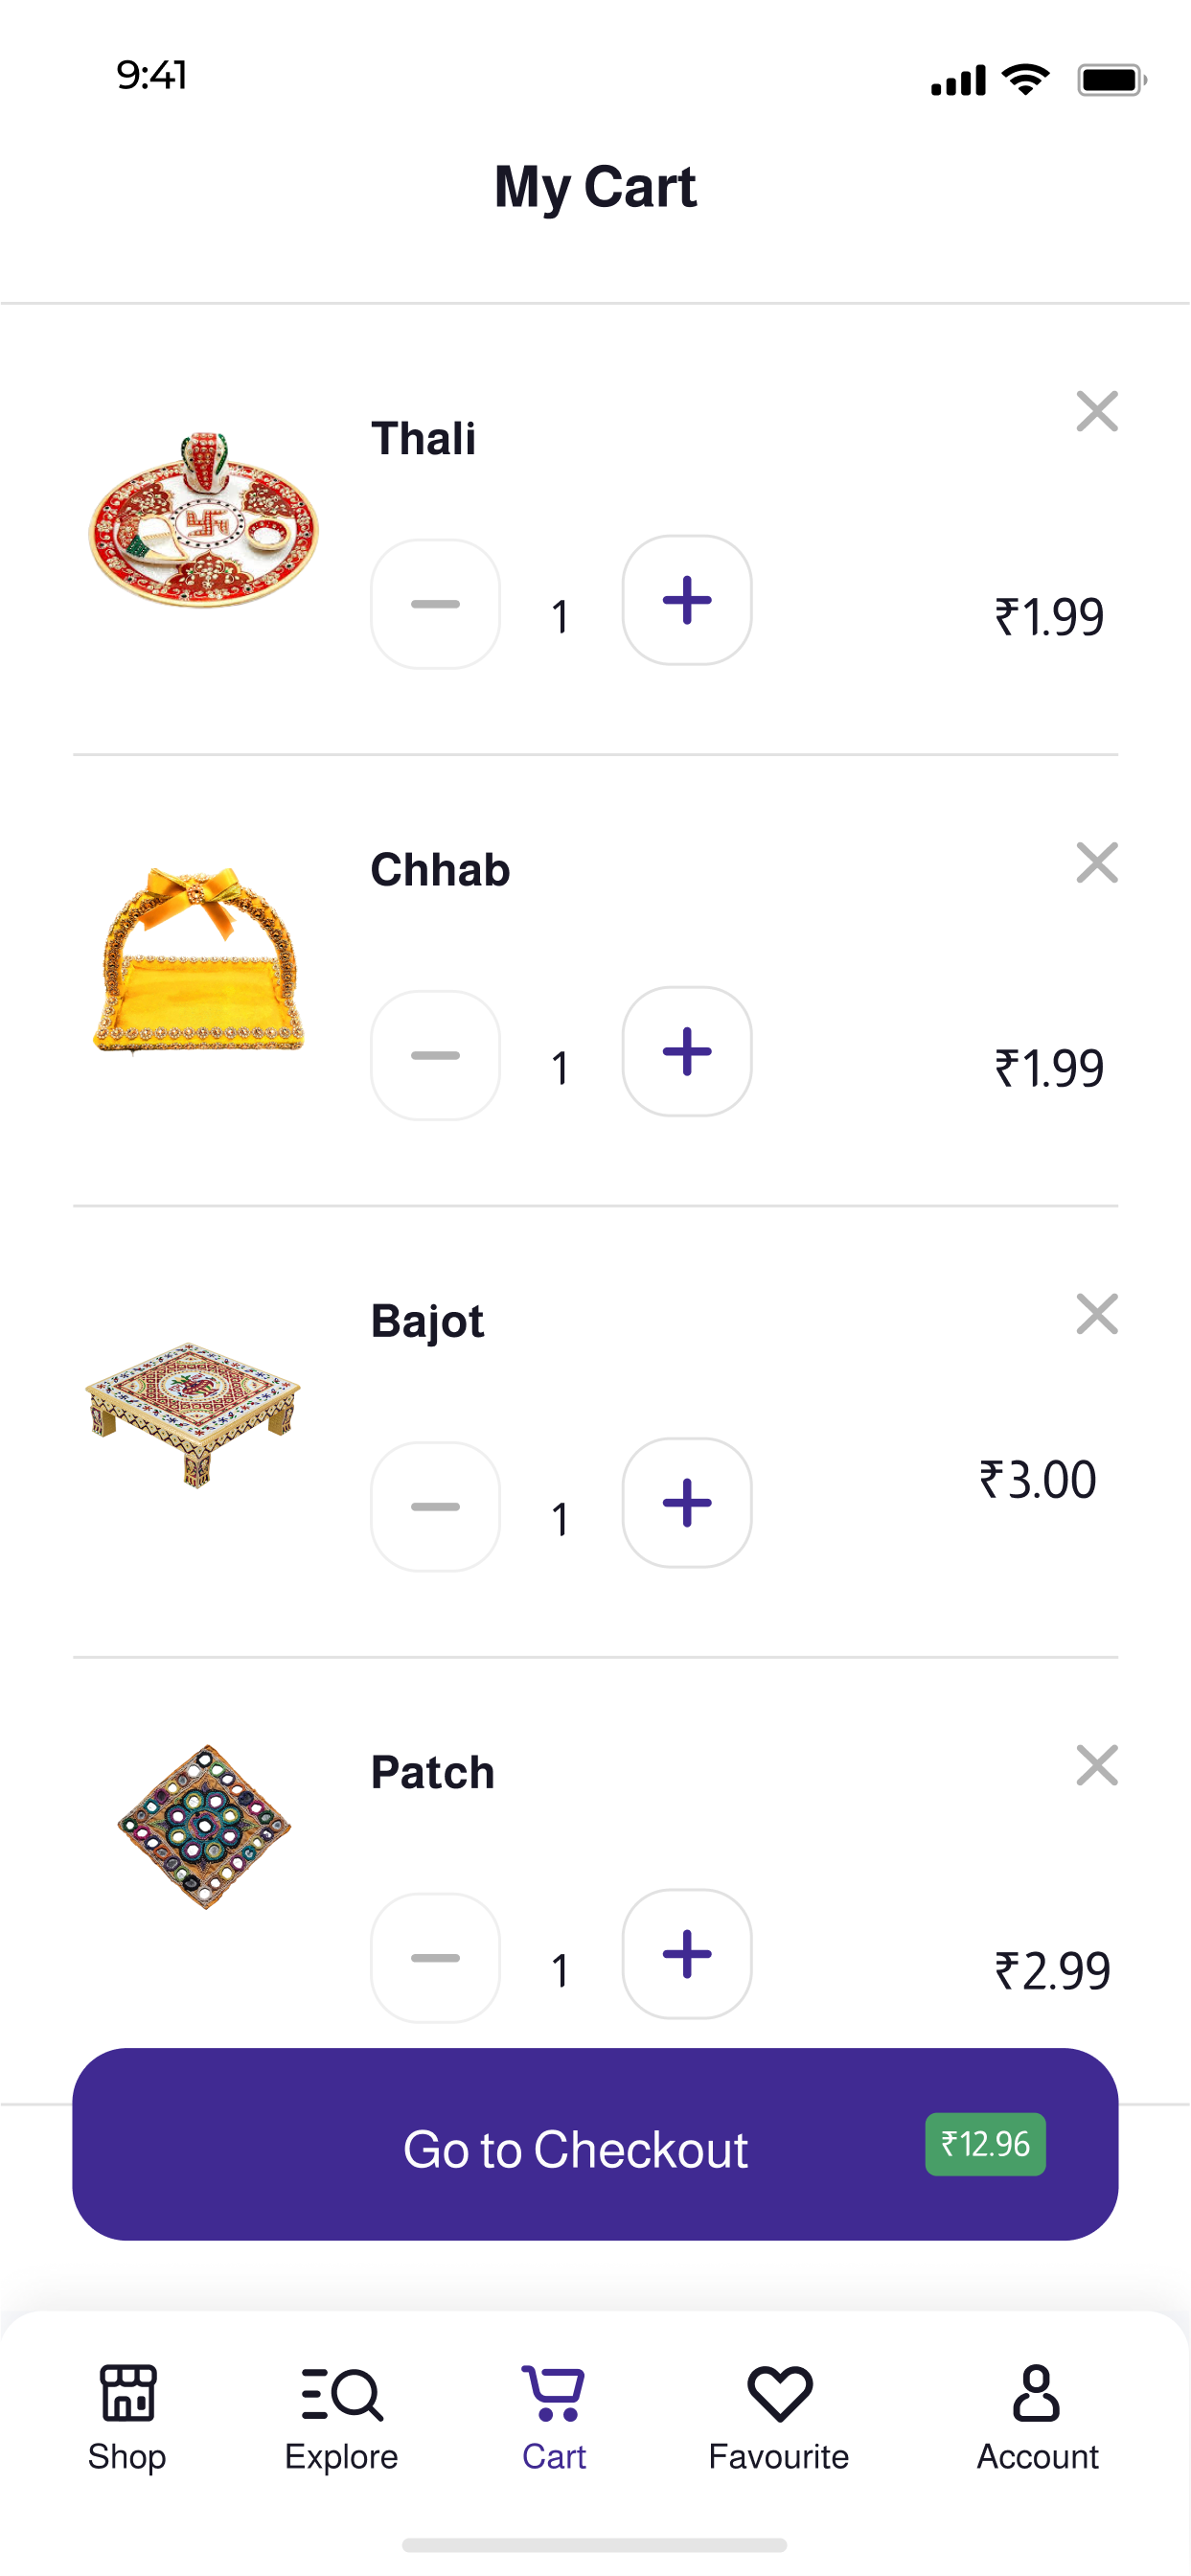 9:41
My Cart
Thali
1
₹1.99
Chhab
1
₹1.99
Bajot
1
₹3.00
Patch
1
₹2.99
Go to Checkout
₹12.96
Shop
Explore
Cart
Favourite
Account